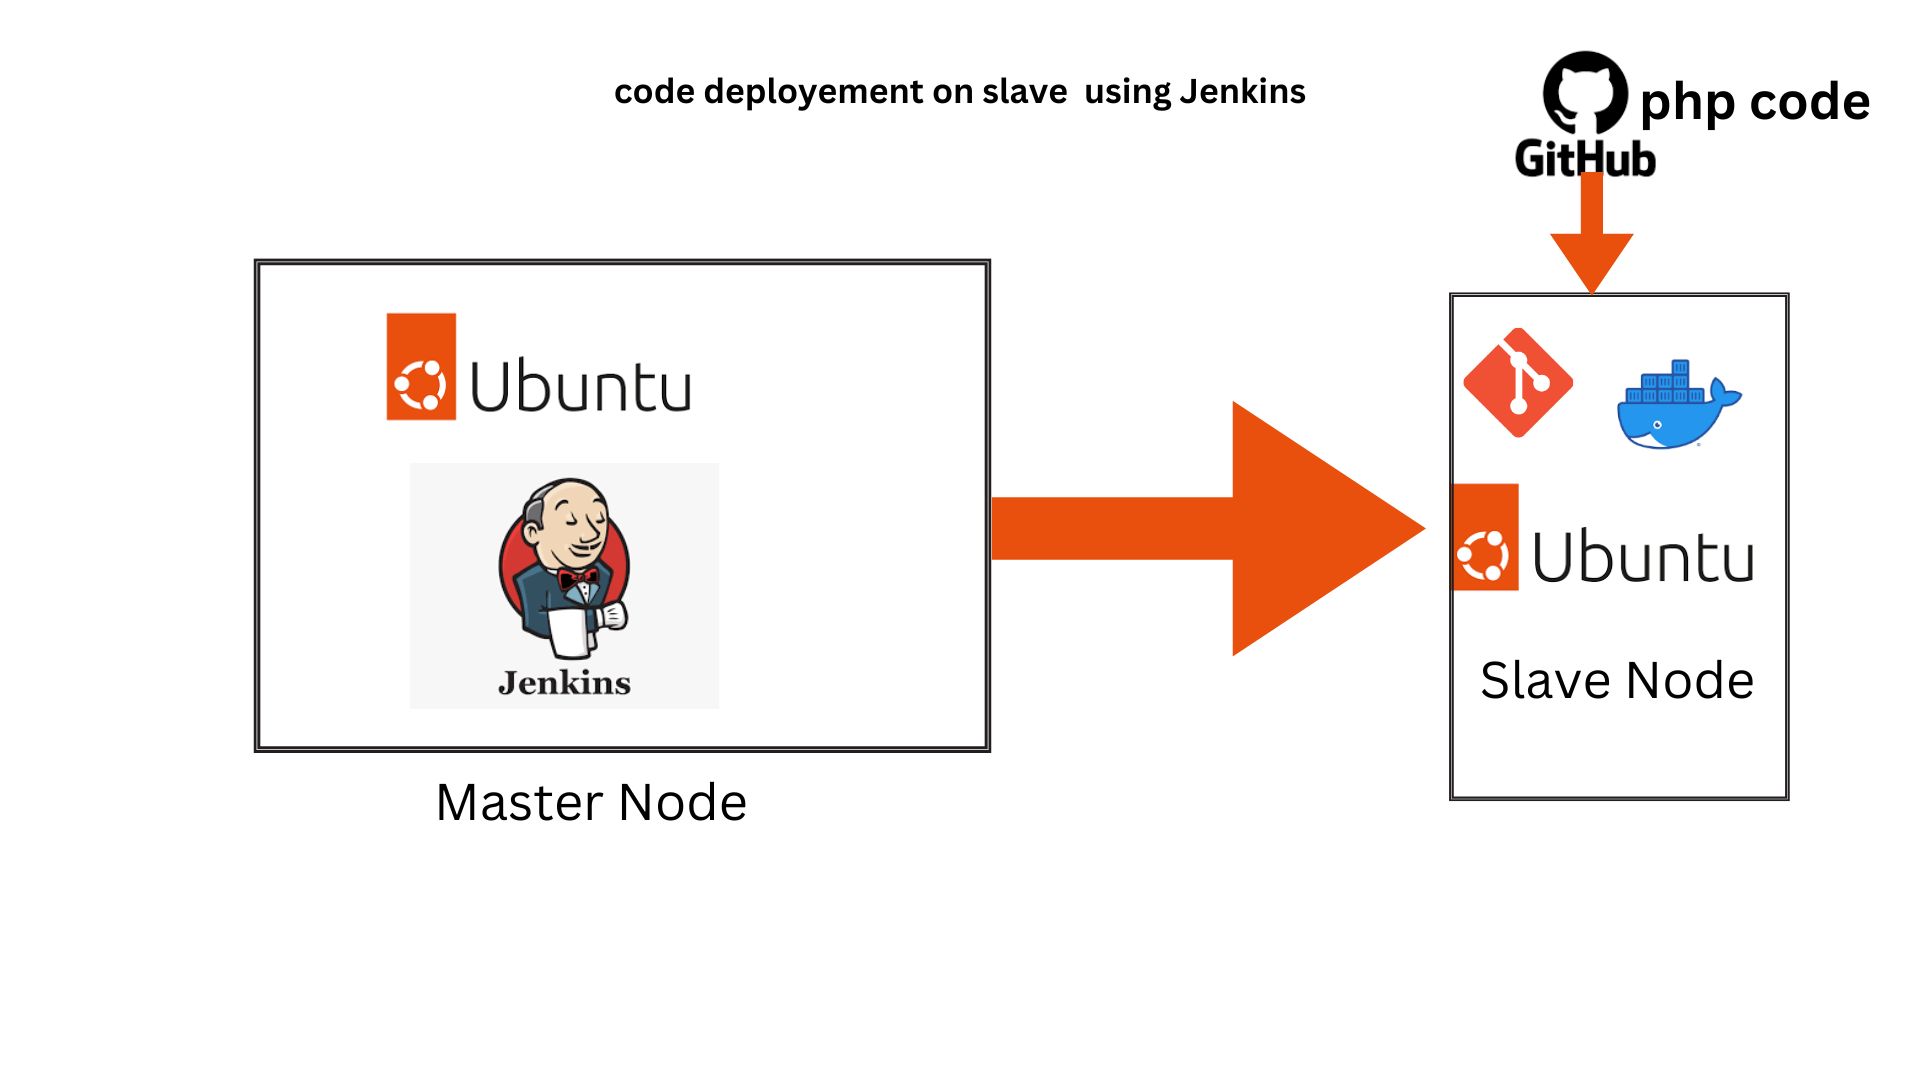 code deployement on slave  using Jenkins
php code
GitHub
Ubuntu
Jenkins
Master Node
Ubuntu
Slave Node